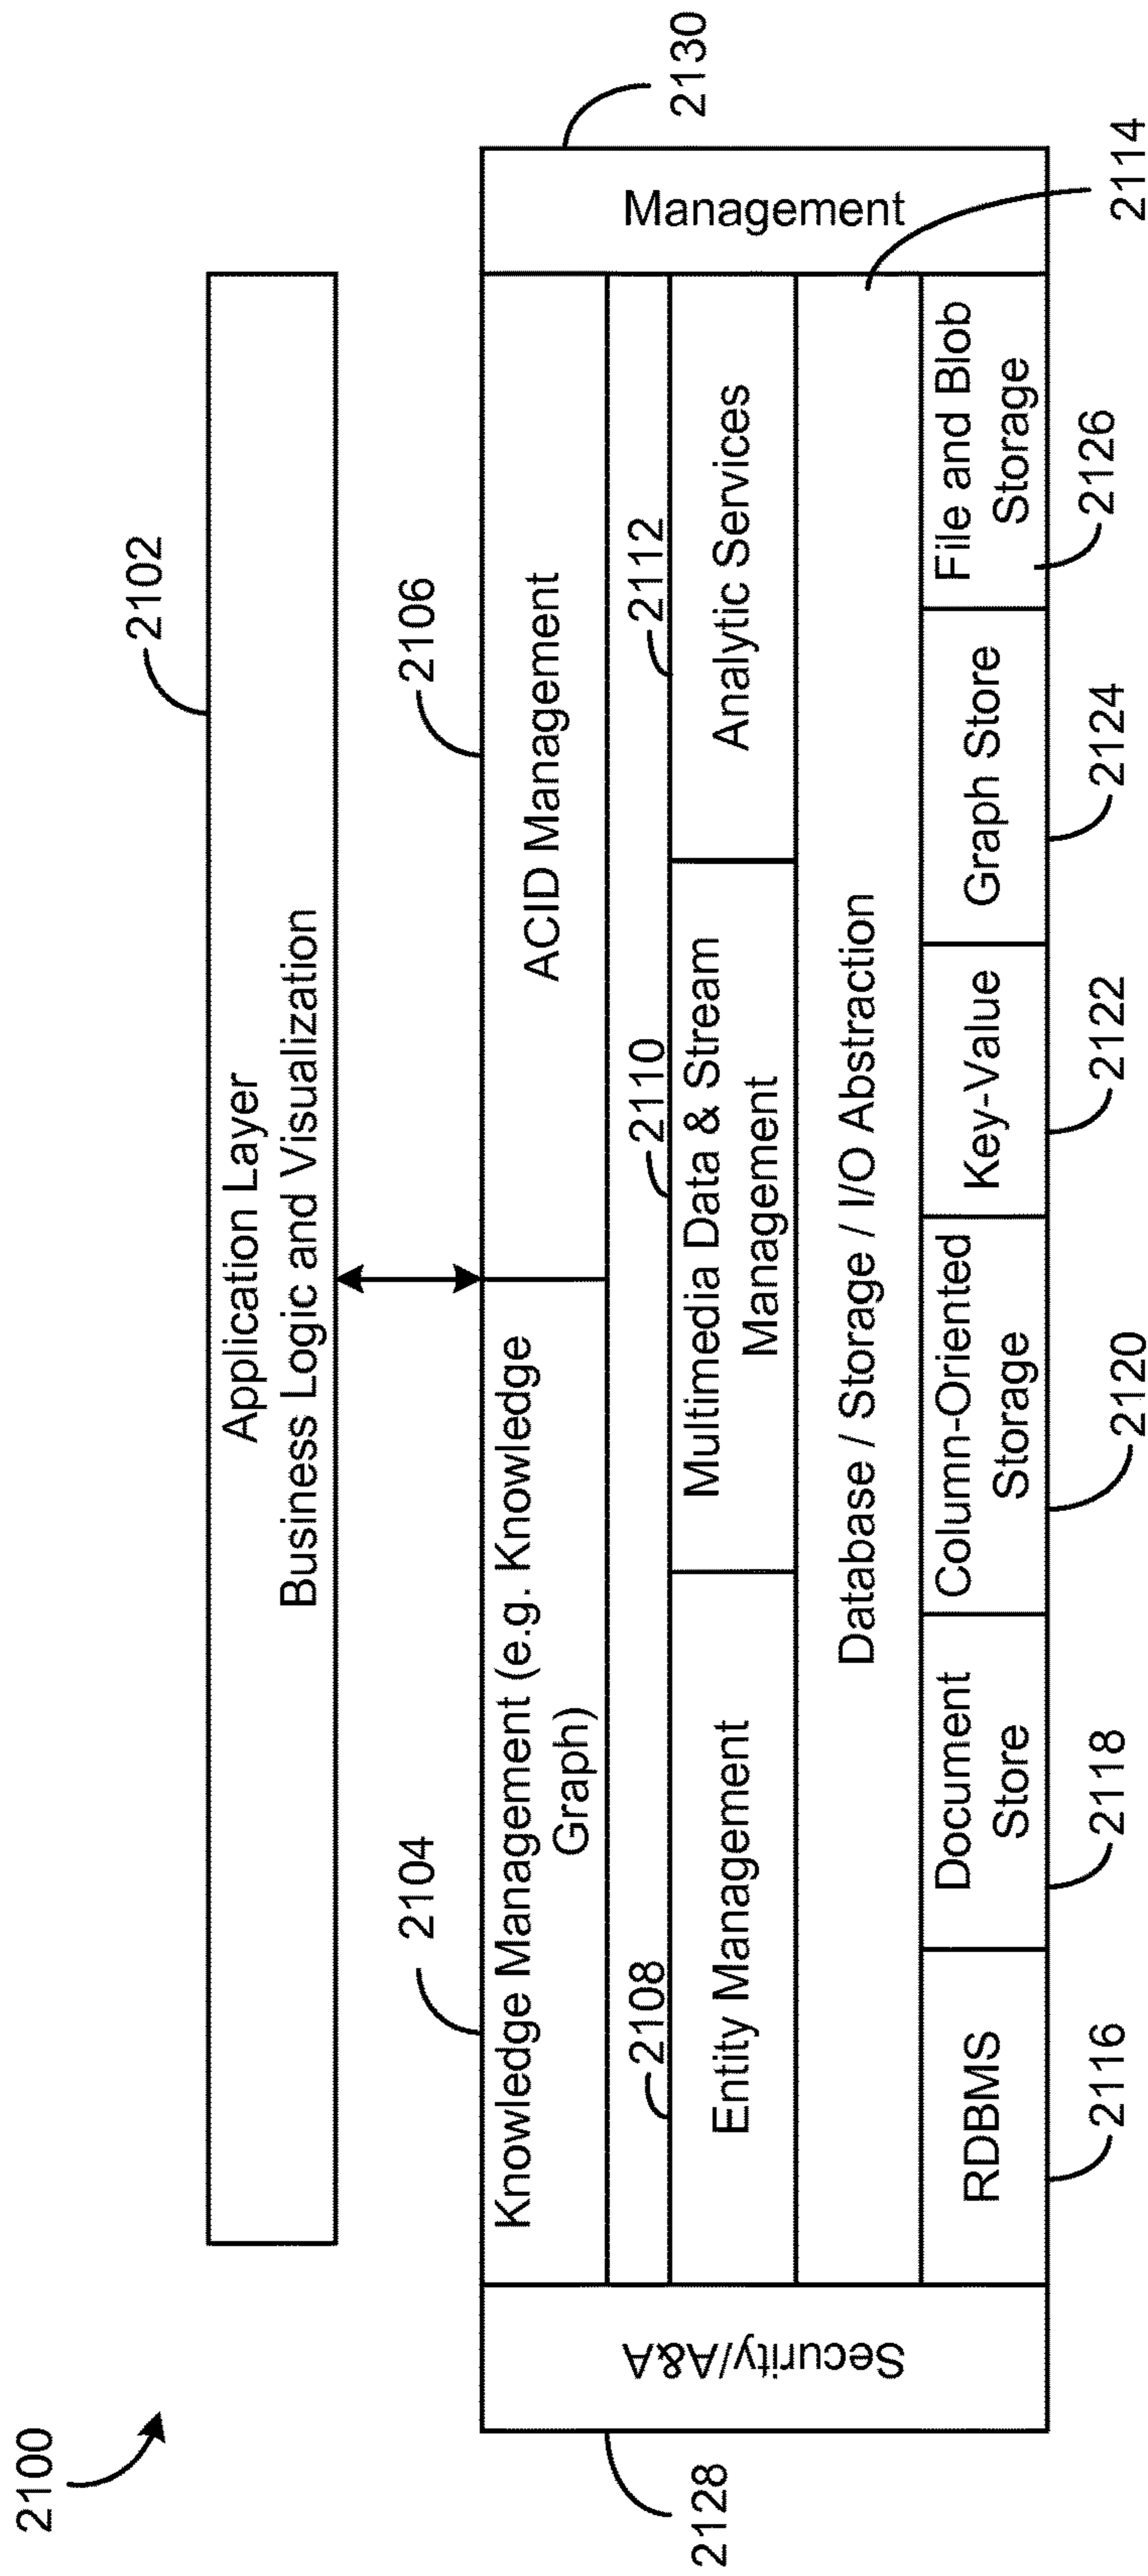 2100
2102
Application Layer
Business Logic and Visualization
2104
2106
Knowledge Management (e.g. Knowledge
Graph)
ACID Management
2108
2110
2112
Entity Management
Multimedia Data & Stream
Management
Analytic Services
Database / Storage / I/O Abstraction
RDBMS
Document
Store
Column-Oriented
Storage
Key-Value
Graph Store
File and Blob
Storage
2116
2118
2120
2122
2124
2126
2114
Security/A&A
2128
Management
2130